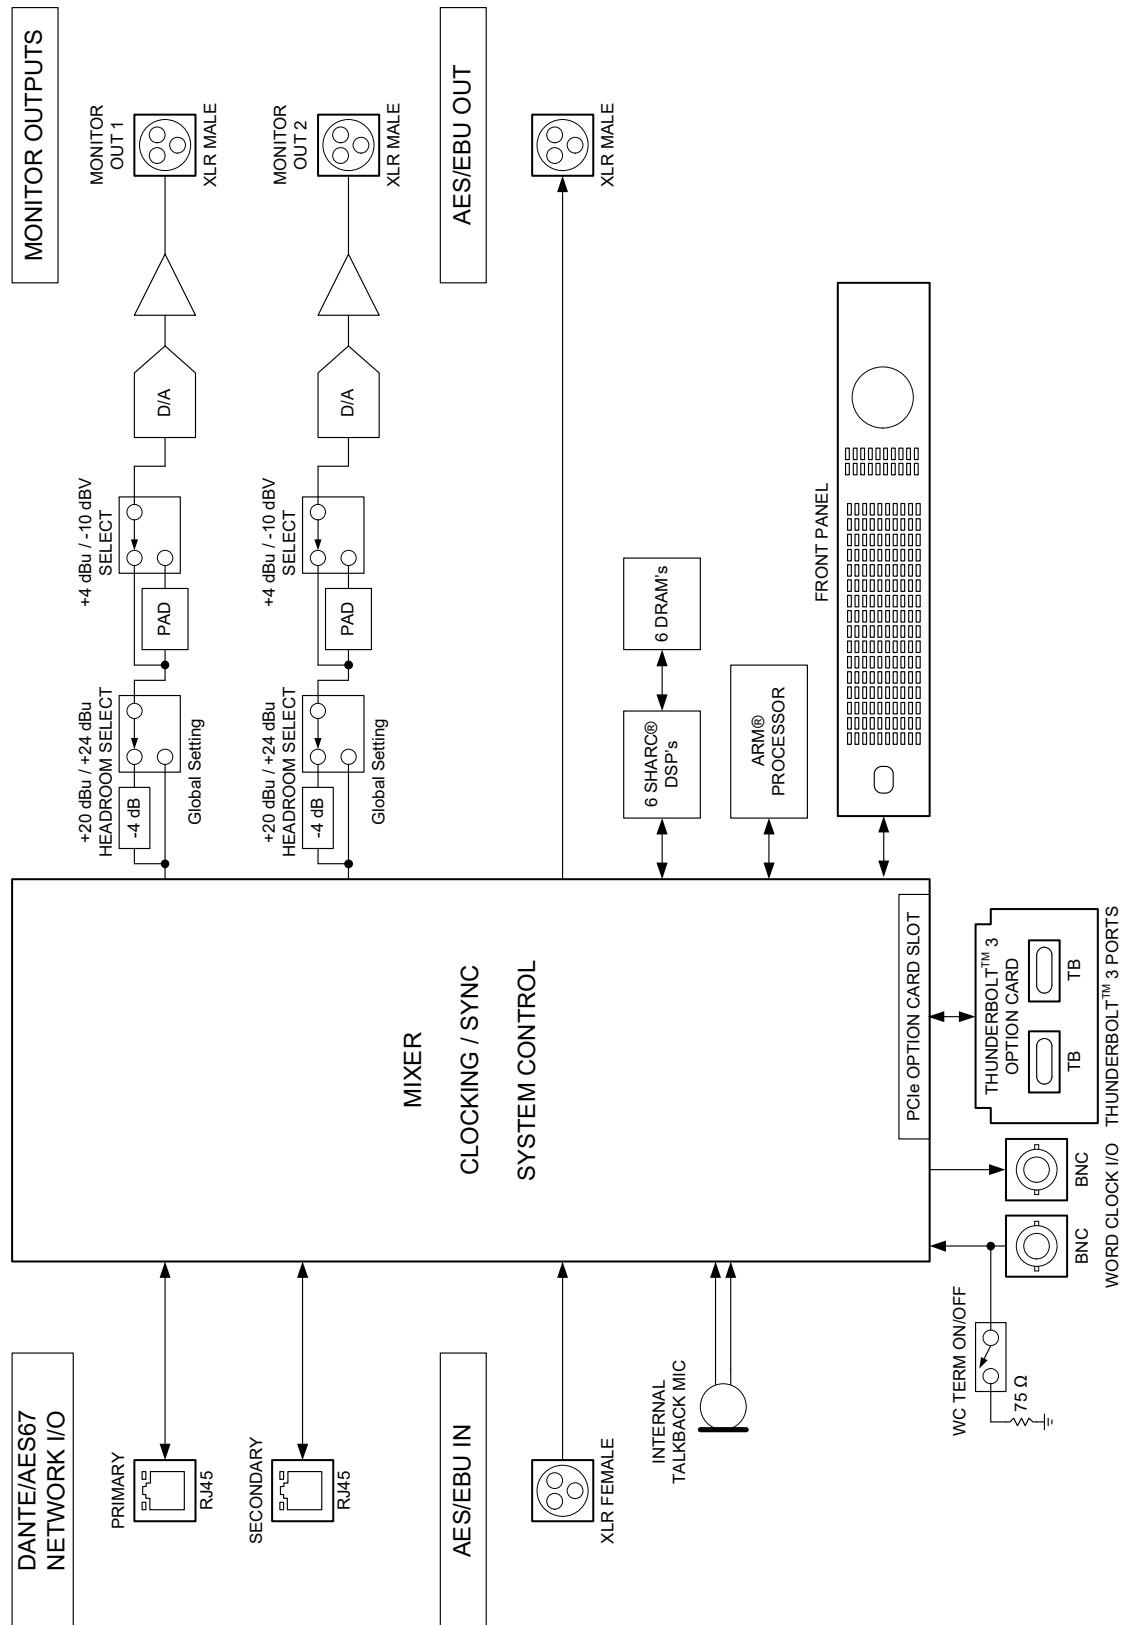 DANTE/AES67
NETWORK I/O
PRIMARY
RJ45
SECONDARY
RJ45
AES/EBU IN
XLR FEMALE
INTERNAL
TALKBACK MIC
WC TERM ON/OFF
75 Ω
MIXER
CLOCKING / SYNC
SYSTEM CONTROL
PCIe OPTION CARD SLOT
BNC
BNC
WORD CLOCK I/O
THUNDERBOLT™ 3
OPTION CARD
TB
TB
THUNDERBOLT™ 3 PORTS
MONITOR OUTPUTS
+20 dBu / +24 dBu
HEADROOM SELECT
-4 dB
Global Setting
PAD
+4 dBu / -10 dBV
SELECT
D/A
MONITOR
OUT 1
XLR MALE
+20 dBu / +24 dBu
HEADROOM SELECT
-4 dB
Global Setting
PAD
+4 dBu / -10 dBV
SELECT
D/A
MONITOR
OUT 2
XLR MALE
AES/EBU OUT
XLR MALE
6 SHARC®
DSP's
6 DRAM's
ARM®
PROCESSOR
FRONT PANEL